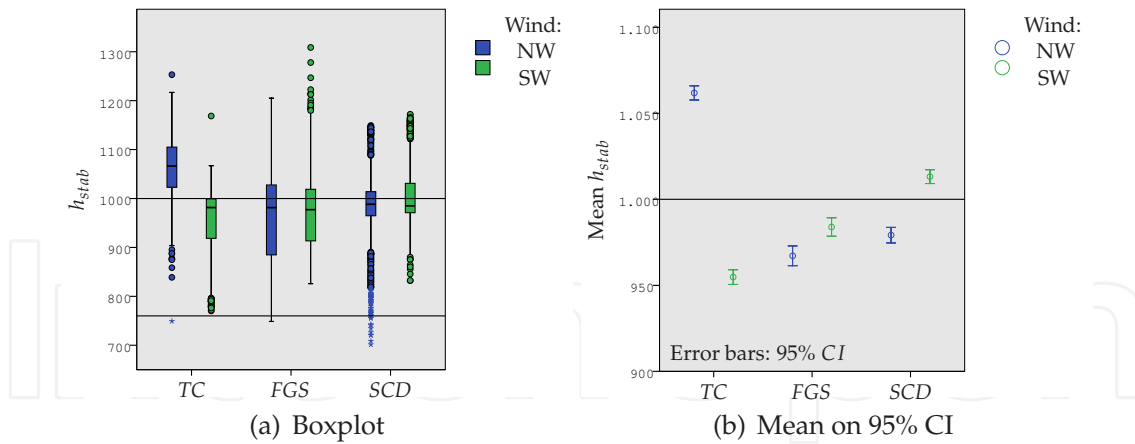 Wind:
NW
SW
1300
1200
1100
1000
900
800
700
h_stab
TC
FGS
SCD
(a) Boxplot
Wind:
NW
SW
1.100
1.050
1.000
950
900
Mean h_stab
Error bars: 95% CI
TC
FGS
SCD
(b) Mean on 95% CI